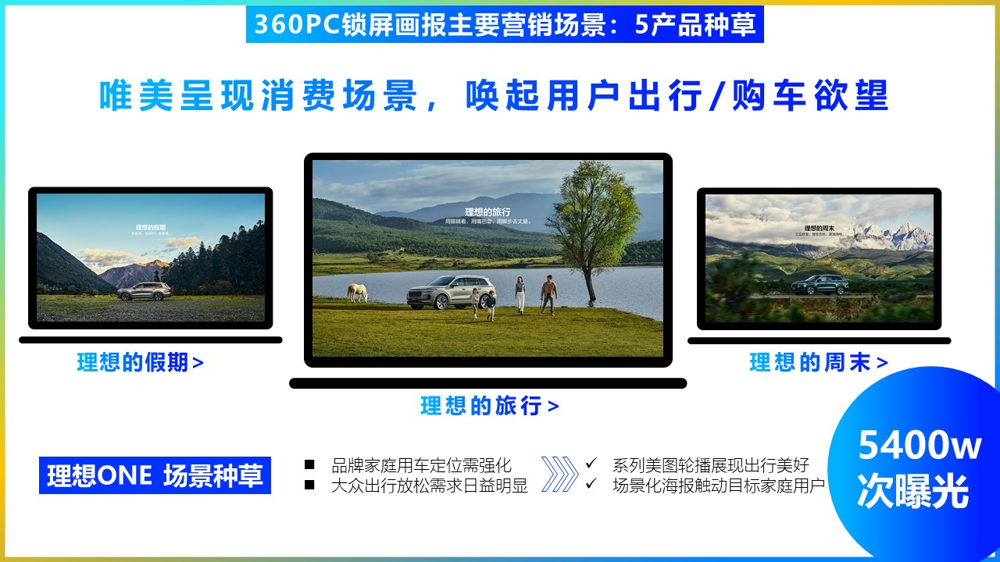 360PC锁屏画报主要营销场景：5产品种草
唯美呈现消费场景，唤起用户出行/购车欲望
理想的假期
理想的旅行
用眼睛看，用嘴巴尝，用脚步去丈量。
理想的周末
理想的假期>
理想的旅行>
理想的周末>
理想ONE 场景种草
■ 品牌家庭用车定位需强化
■ 大众出行放松需求日益明显
✓ 系列美图轮播展现出行美好
✓ 场景化海报触动目标家庭用户
5400w
次曝光